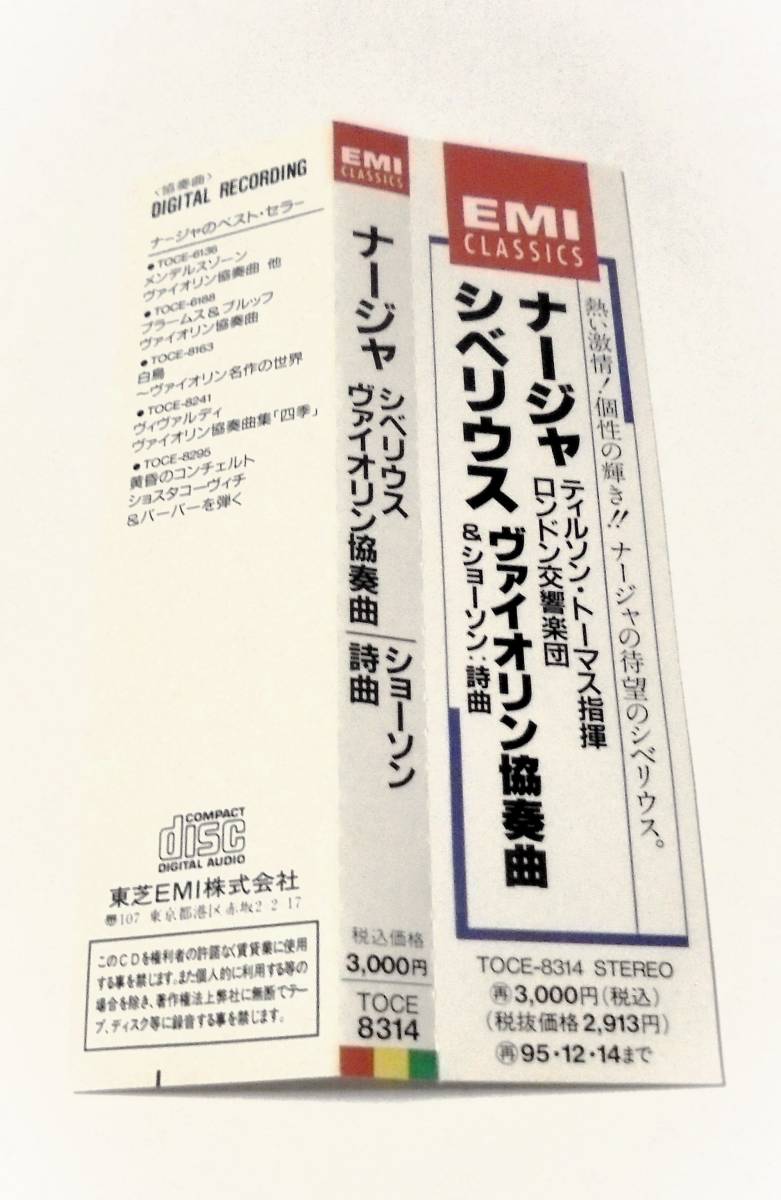 〈協奏曲〉
DIGITAL RECORDING
ナージャのベスト・セラー
● TOCE-6136
メンデルスゾーン
ヴァイオリン協奏曲 他
● TOCE-6188
ブラームス&ブルッフ
ヴァイオリン協奏曲
● TOCE-8163
白鳥
〜ヴァイオリン名作の世界
● TOCE-8241
ヴィヴァルディ
ヴァイオリン協奏曲集「四季」
● TOCE-8295
黄昏のコンチェルト
ショスタコーヴィチ
&バーバーを弾く
COMPACT
disc
DIGITAL AUDIO
東芝EMI株式会社
〠107 東京都港区赤坂2-2-17
このCDを権利者の許諾なく賃貸業に使用
する事を禁じます。また個人的に利用する等の
場合を除き、著作権法上弊社に無断でテー
プ、ディスク等に録音する事を禁じます。
EMI
CLASSICS
ナージャ
シベリウス
ヴァイオリン協奏曲
ショーソン
詩曲
税込価格
3,000円
TOCE
8314
EMI
CLASSICS
熱い激情!個性の輝き!! ナージャの待望のシベリウス。
ナージャ
ティルソン・トーマス指揮
ロンドン交響楽団
シベリウス ヴァイオリン協奏曲
&ショーソン:詩曲
TOCE-8314 STEREO
㊢3,000円(税込)
(税抜価格2,913円)
㊢95・12・14まで